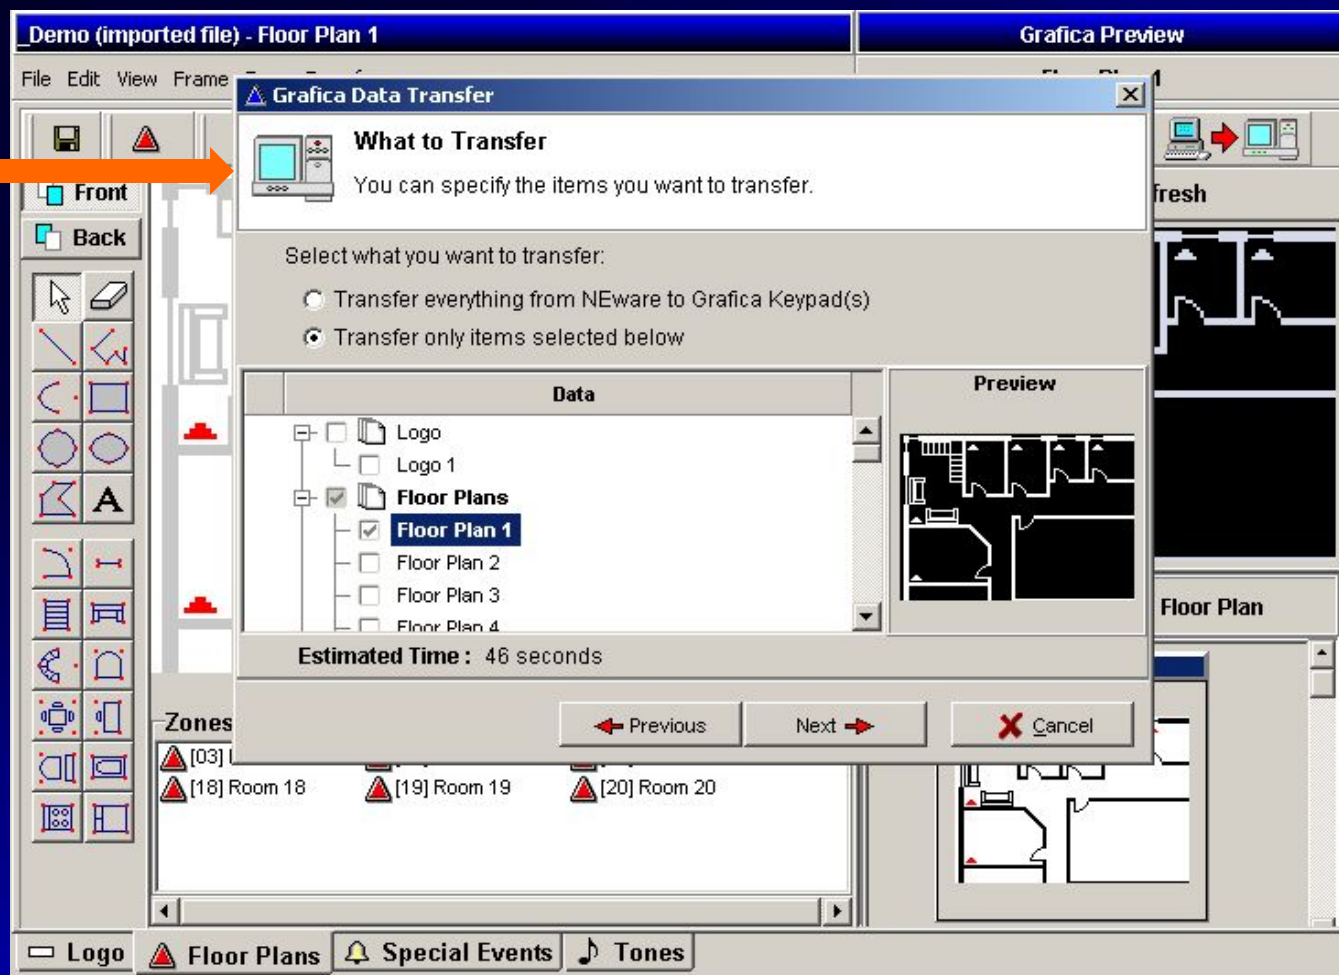 _Demo (imported file) - Floor Plan 1
Grafica Preview
File Edit View Frame
Grafica Data Transfer
What to Transfer
You can specify the items you want to transfer.
Front
Back
fresh
Select what you want to transfer:
Transfer everything from NEware to Grafica Keypad(s)
Transfer only items selected below
Data
Preview
Logo
Logo 1
Floor Plans
Floor Plan 1
Floor Plan 2
Floor Plan 3
Floor Plan 4
Floor Plan
Estimated Time : 46 seconds
Previous
Next
Cancel
Zones
[03]
[18] Room 18
[19] Room 19
[20] Room 20
Logo
Floor Plans
Special Events
Tones